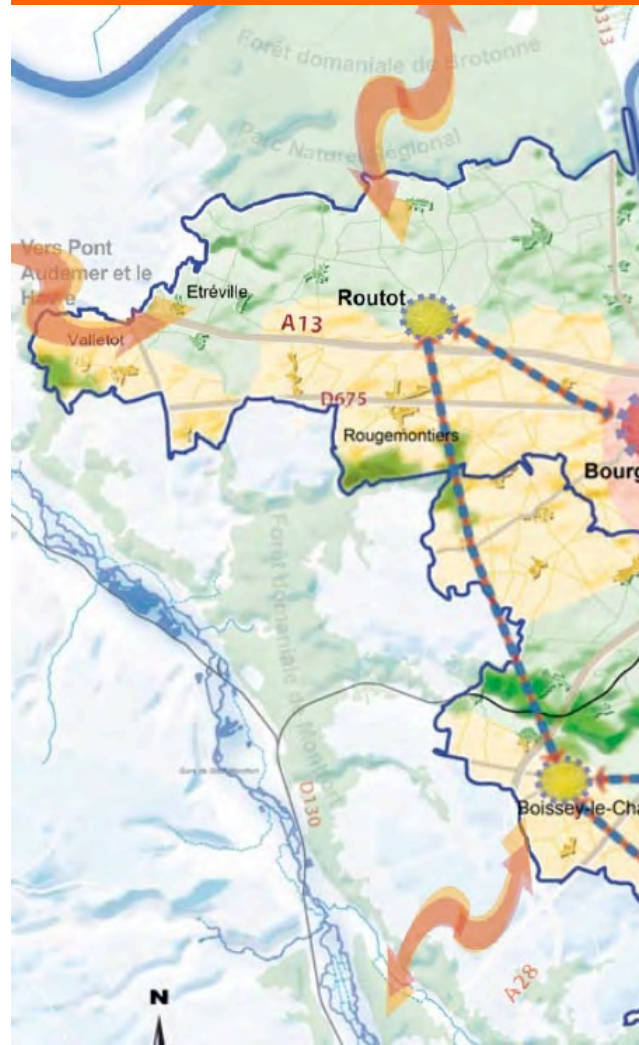 D313
Forêt domaniale de Brotonne
Parc Naturel Régional
Vers Pont
Audemer et le
Havre
Etréville
Routot
A13
Valletot
D675
Rougemontiers
Bourg
Forêt Domaniale de Montfort
D130
Boissey-le-Cha
A28
N